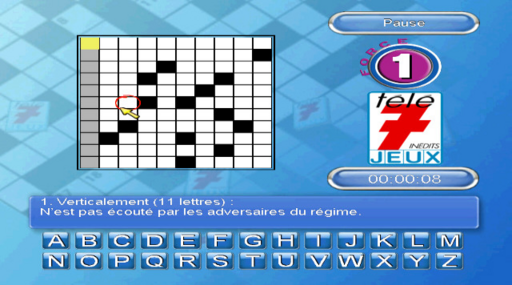 Pause
FORCE
1
tele
7
INÉDITS
JEUX
00:00:08
1. Verticalement (11 lettres) :
N'est pas écouté par les adversaires du régime.
A B C D E F G H I J K L M
N O P Q R S T U V W X Y Z